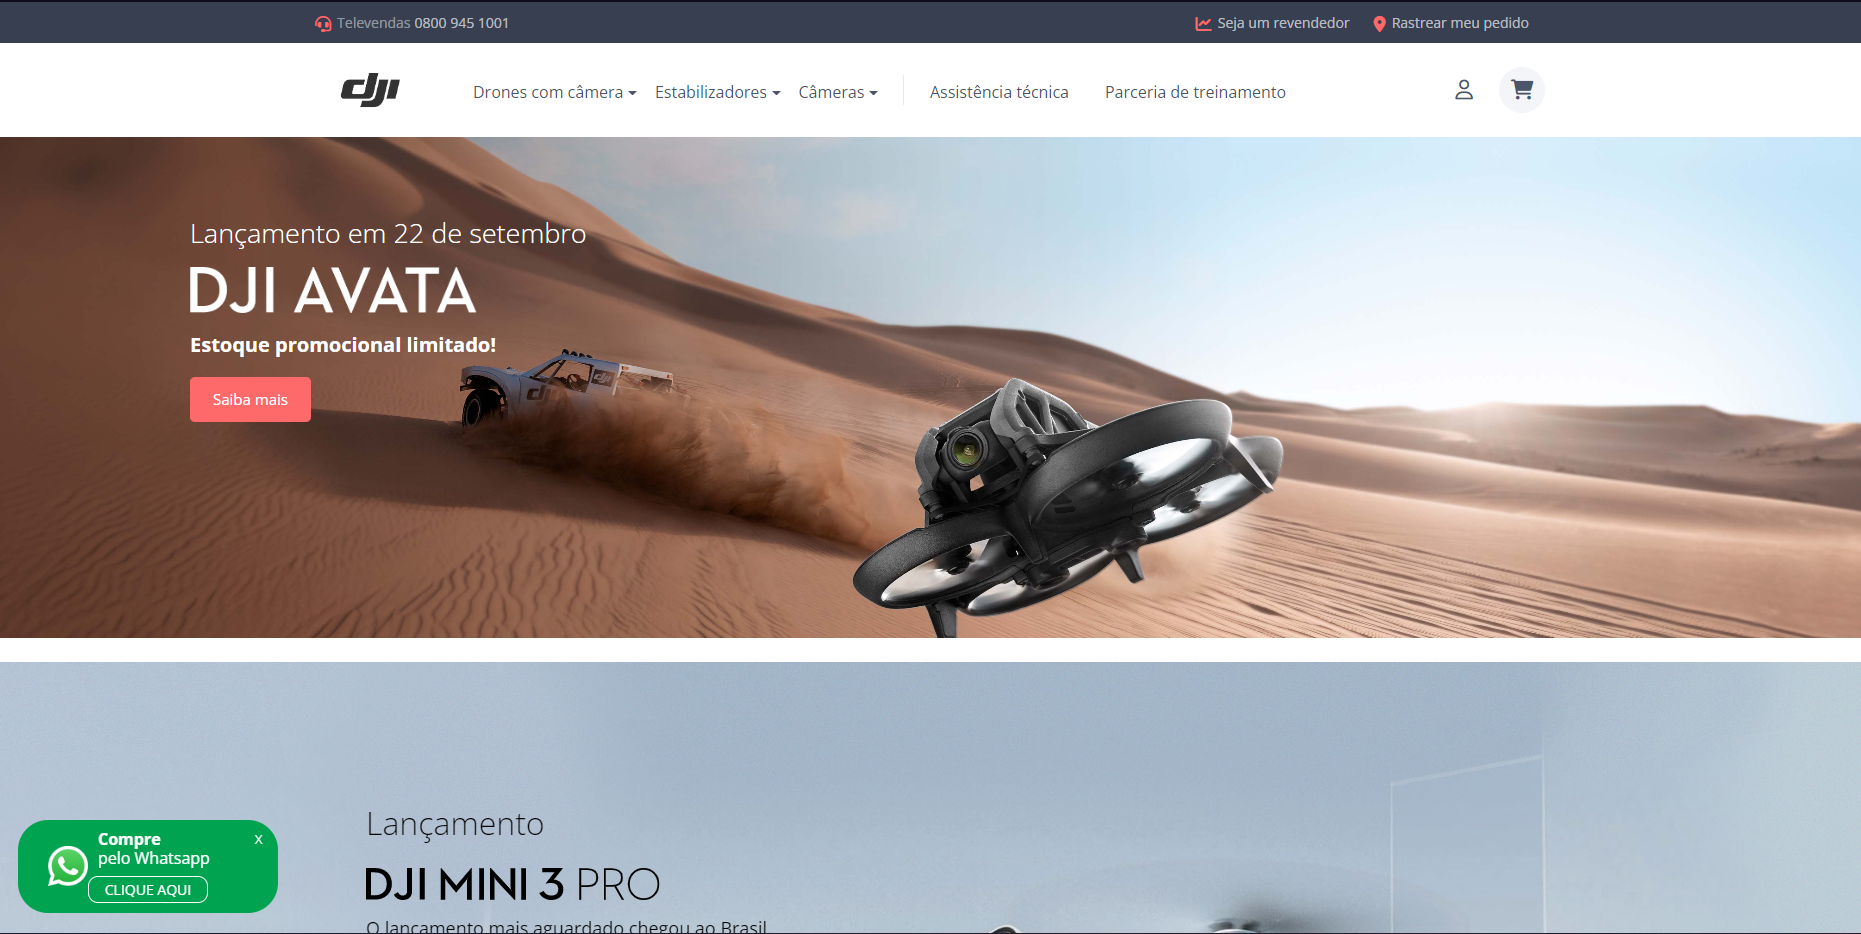 Televendas 0800 945 1001
Seja um revendedor
Rastrear meu pedido
dji
Drones com câmera
Estabilizadores
Câmeras
Assistência técnica
Parceria de treinamento
Lançamento em 22 de setembro
DJI AVATA
Estoque promocional limitado!
Saiba mais
dji
dji
Lançamento
DJI MINI 3 PRO
O lançamento mais aguardado chegou ao Brasil
Compre
x
pelo Whatsapp
CLIQUE AQUI